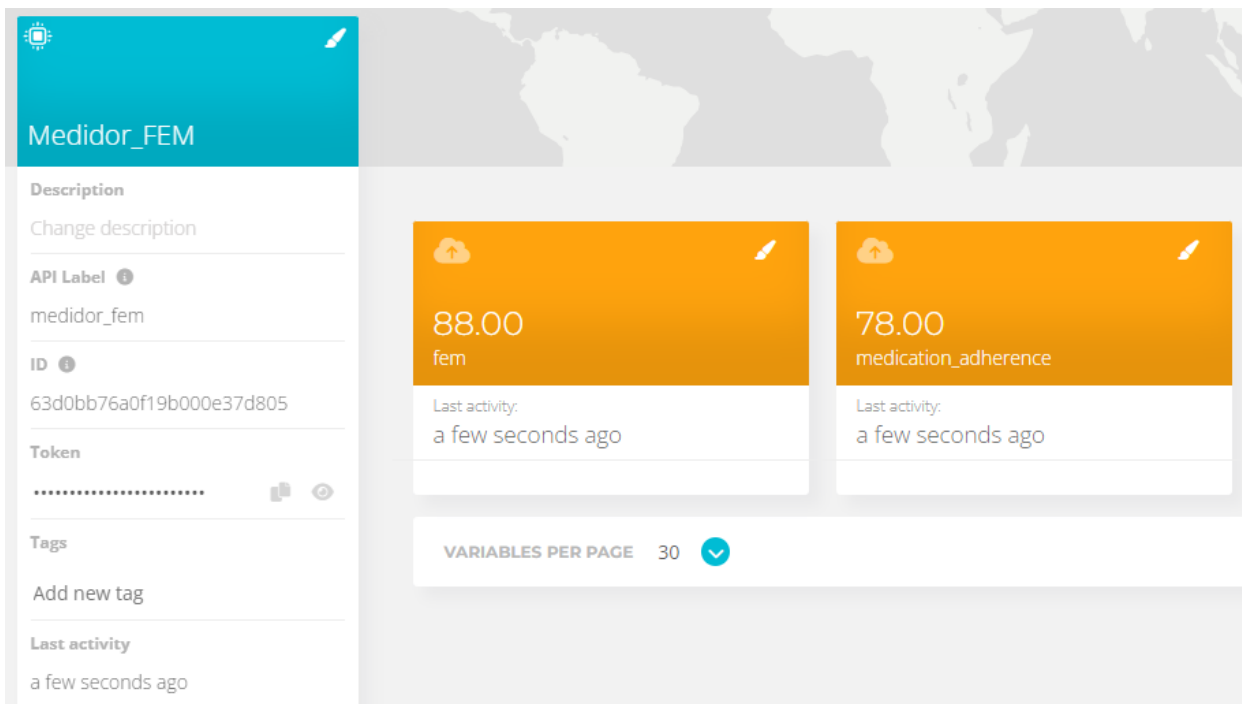 Medidor_FEM
Description
Change description
API Label
medidor_fem
ID
63d0bb76a0f19b000e37d805
Token
••••••••••••••••••••••••
Tags
Add new tag
Last activity
a few seconds ago
88.00
fem
Last activity:
a few seconds ago
78.00
medication_adherence
Last activity:
a few seconds ago
VARIABLES PER PAGE 30